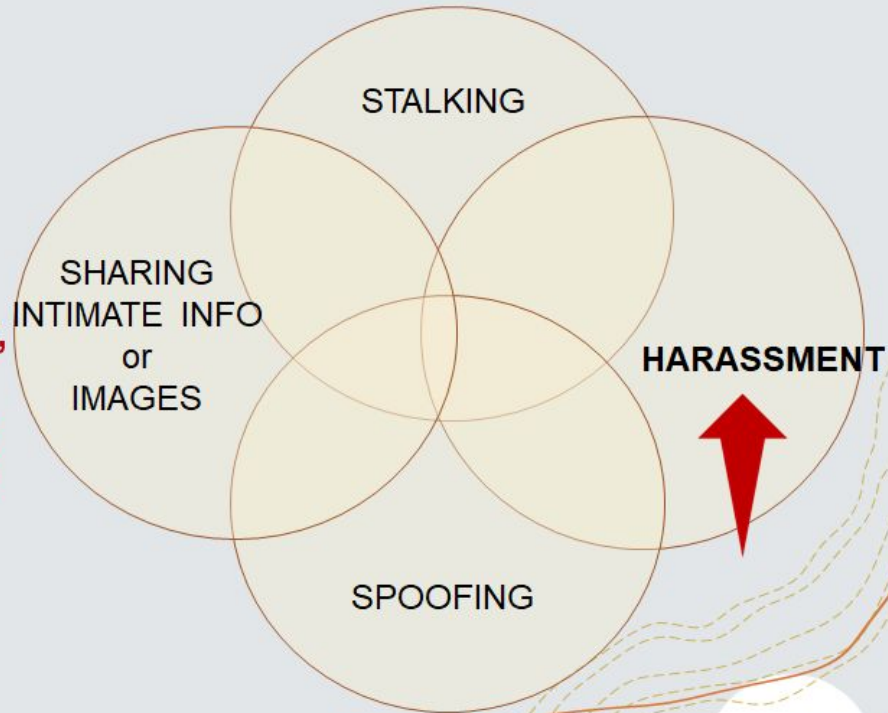 STALKING
SHARING
INTIMATE INFO
or
IMAGES
HARASSMENT
SPOOFING